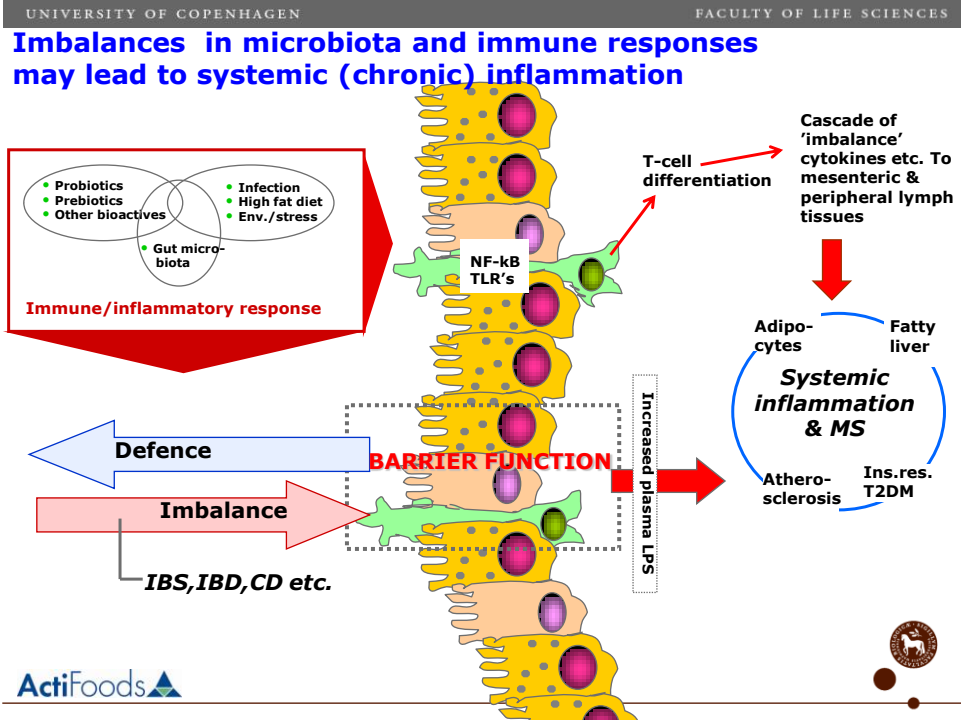 UNIVERSITY OF COPENHAGEN
FACULTY OF LIFE SCIENCES
Imbalances in microbiota and immune responses
may lead to systemic (chronic) inflammation
• Probiotics
• Prebiotics
• Other bioactives
• Infection
• High fat diet
• Env./stress
• Gut micro-
biota
Immune/inflammatory response
NF-kB
TLR’s
T-cell
differentiation
Cascade of
’imbalance’
cytokines etc. To
mesenteric &
peripheral lymph
tissues
Adipo-
cytes
Fatty
liver
Systemic
inflammation
& MS
Athero-
sclerosis
Ins.res.
T2DM
Defence
BARRIER FUNCTION
Increased plasma LPS
Imbalance
IBS,IBD,CD etc.
ActiFoods